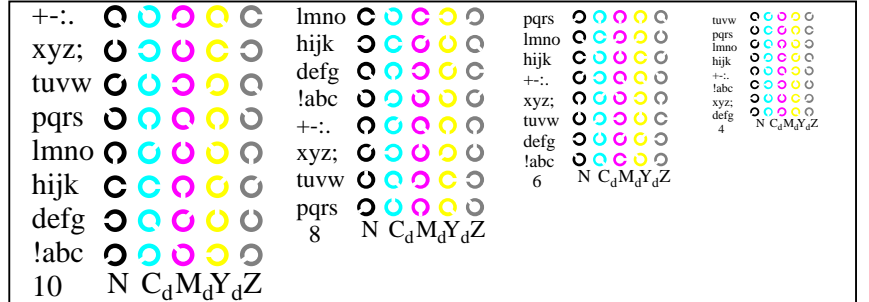 +-:.
xyz;
tuvw
pqrs
lmno
hijk
defg
!abc
10 N CdMdYdZ
lmno
hijk
defg
!abc
+-:.
xyz;
tuvw
pqrs
8 N CdMdYdZ
pqrs
lmno
hijk
+-:.
xyz;
tuvw
defg
!abc
6 N CdMdYdZ
tuvw
pqrs
lmno
hijk
+-:.
!abc
xyz;
defg
4 N CdMdYdZ